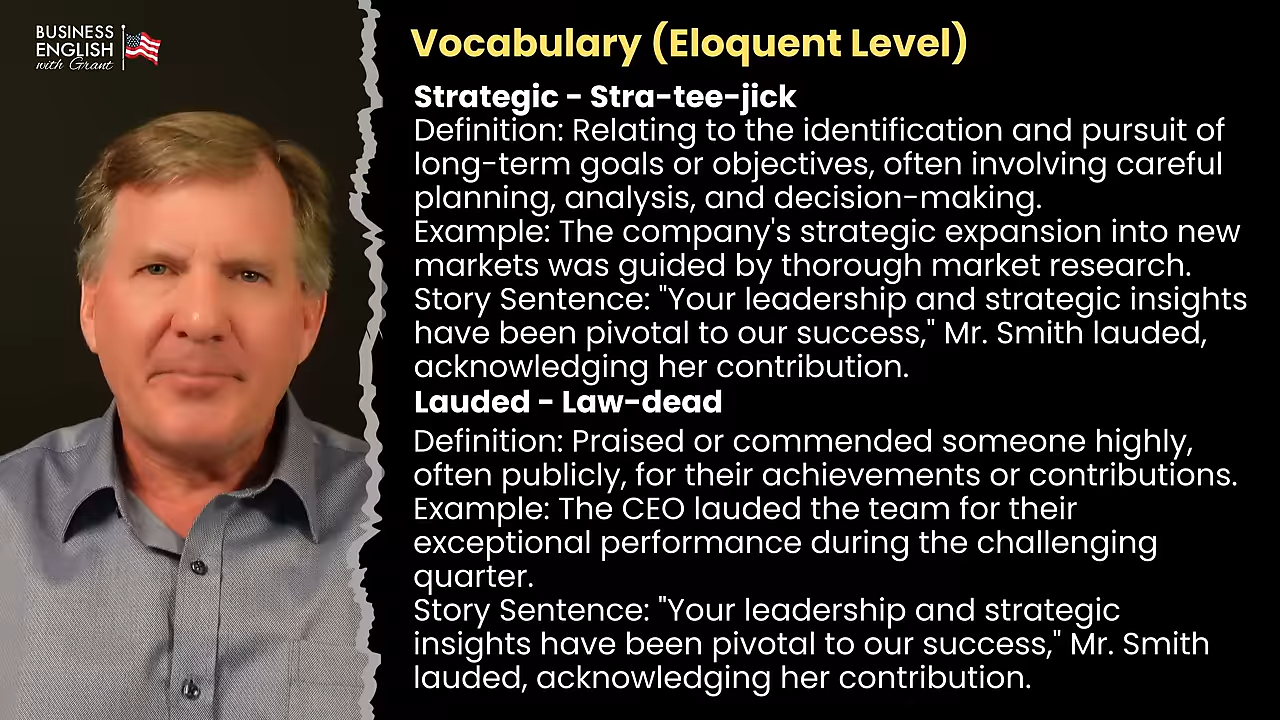 BUSINESS
ENGLISH
with Grant
Vocabulary (Eloquent Level)
Strategic - Stra-tee-jick
Definition: Relating to the identification and pursuit of
long-term goals or objectives, often involving careful
planning, analysis, and decision-making.
Example: The company's strategic expansion into new
markets was guided by thorough market research.
Story Sentence: "Your leadership and strategic insights
have been pivotal to our success," Mr. Smith lauded,
acknowledging her contribution.
Lauded - Law-dead
Definition: Praised or commended someone highly,
often publicly, for their achievements or contributions.
Example: The CEO lauded the team for their
exceptional performance during the challenging
quarter.
Story Sentence: "Your leadership and strategic
insights have been pivotal to our success," Mr. Smith
lauded, acknowledging her contribution.